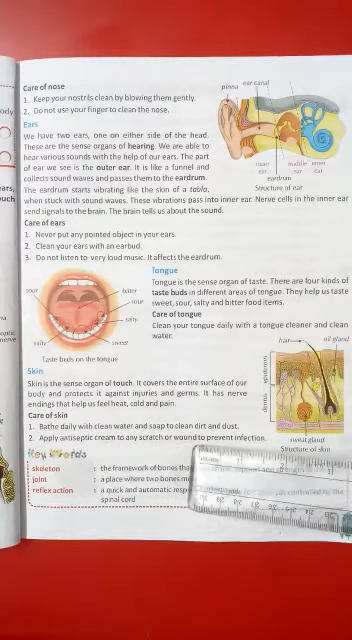 Care of nose
1. Keep your nostrils clean by blowing them gently.
2. Do not use your finger to clean the nose.
Ears
We have two ears, one on either side of the head.
These are the sense organs of hearing. We are able to
hear various sounds with the help of our ears. The part
of ear we see is the outer ear. It is like a funnel and
collects sound waves and passes them to the eardrum.
The eardrum starts vibrating like the skin of a tabla,
when stuck with sound waves. These vibrations pass into inner ear. Nerve cells in the inner ear
send signals to the brain. The brain tells us about the sound.
pinna
ear canal
outer ear
middle ear
inner ear
eardrum
Structure of ear
Care of ears
1. Never put any pointed object in your ears.
2. Clean your ears with an earbud.
3. Do not listen to very loud music. It affects the eardrum.
sour
bitter
sour
salty
salty
sweet
Taste buds on the tongue
Tongue
Tongue is the sense organ of taste. There are four kinds of
taste buds in different areas of tongue. They help us taste
sweet, sour, salty and bitter food items.
Care of tongue
Clean your tongue daily with a tongue cleaner and clean
water.
Skin
Skin is the sense organ of touch. It covers the entire surface of our
body and protects it against injuries and germs. It has nerve
endings that help us feel heat, cold and pain.
Care of skin
1. Bathe daily with clean water and soap to clean dirt and dust.
2. Apply antiseptic cream to any scratch or wound to prevent infection.
hair
oil gland
epidermis
dermis
sweat gland
Structure of skin
Key Words
skeleton : the framework of bones tha
joint : a place where two bones m
reflex action : a quick and automatic resp
controlled by the
spinal cord